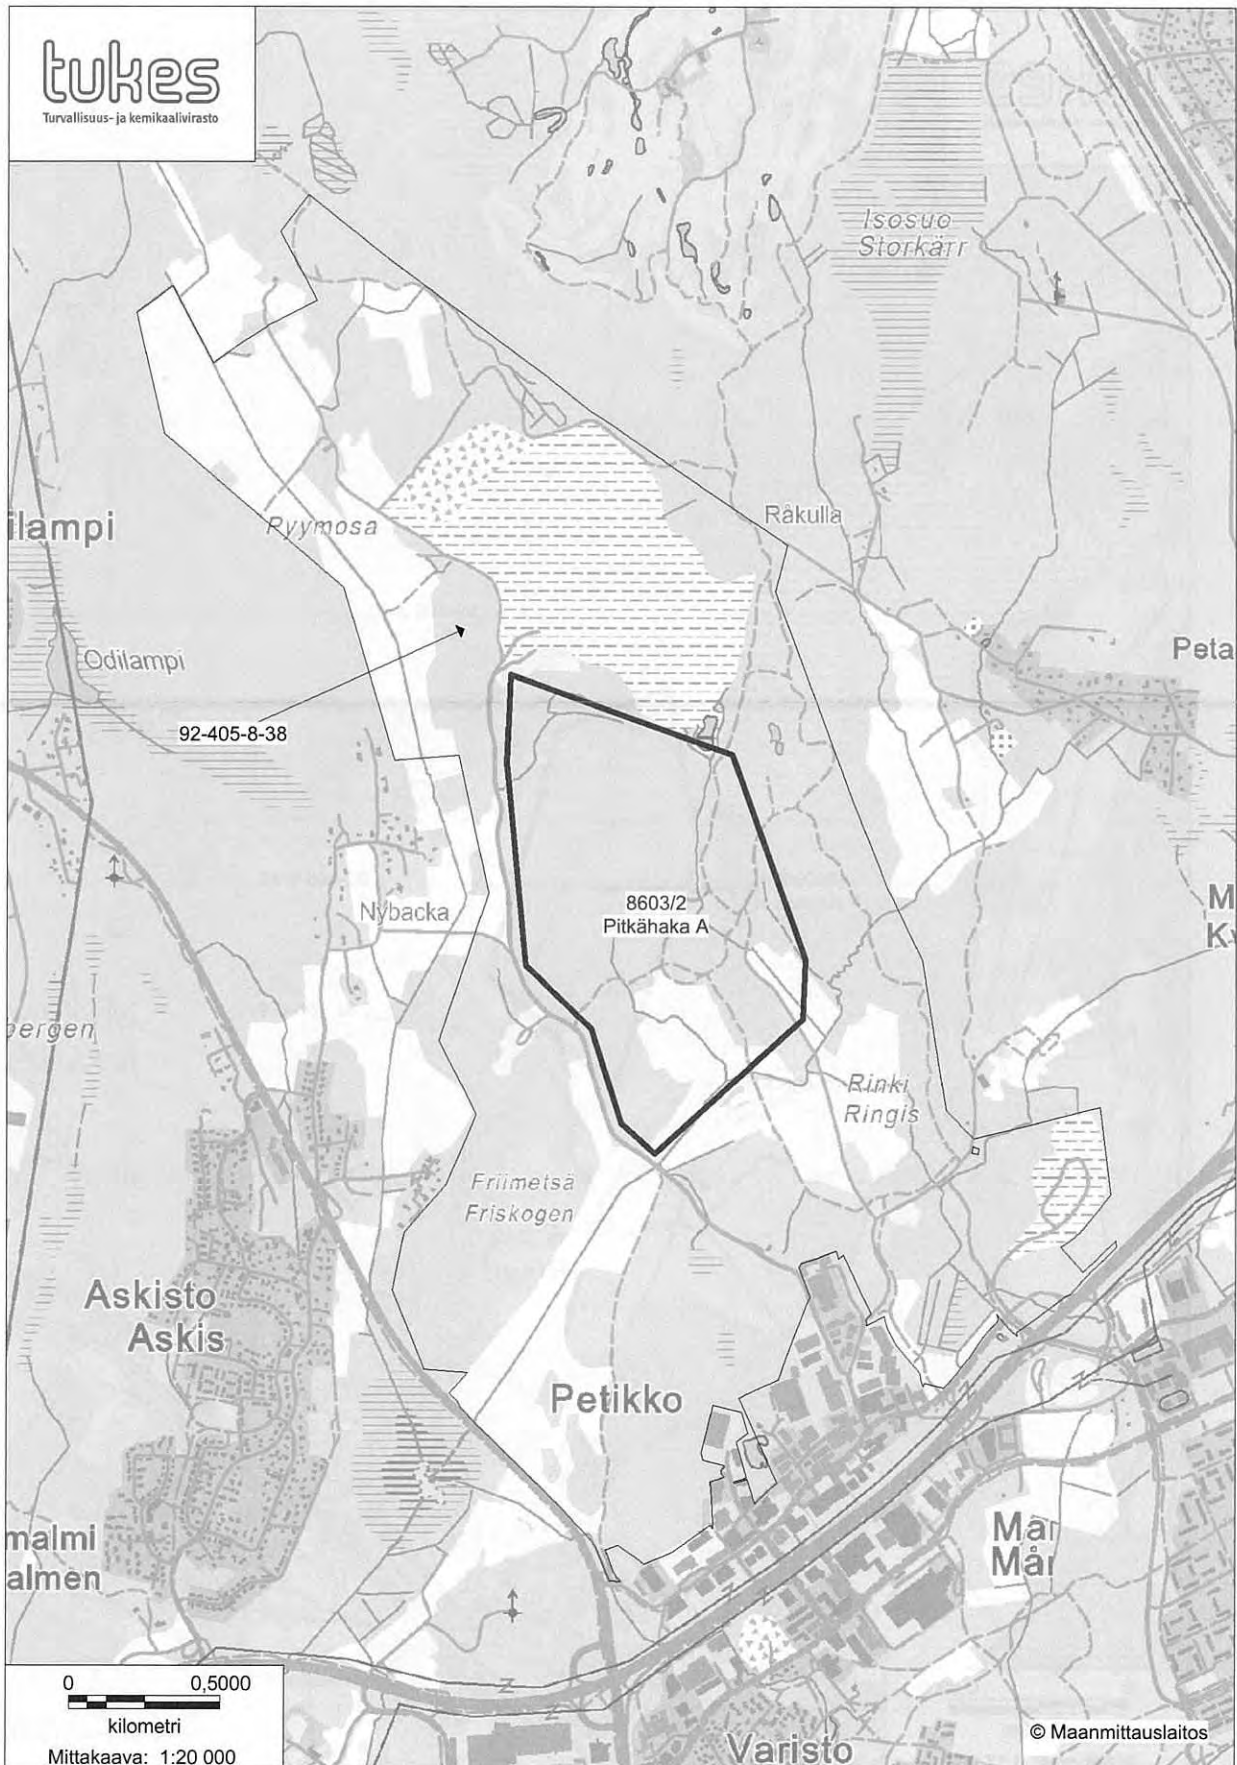 tukes
Turvallisuus- ja kemikaalivirasto
Isosuo
Storkärr
Pyymosa
ilampi
Råkulla
Odilampi
Peta
92-405-8-38
8603/2
Pitkähaka A
Nybacka
M
bergen
Rinki
Ringis
Friimetsä
Friskogen
Askisto
Askis
Petikko
malmi
almen
Mar
Mår
Varisto
0 0,5000
kilometri
Mittakaava: 1:20 000
© Maanmittauslaitos